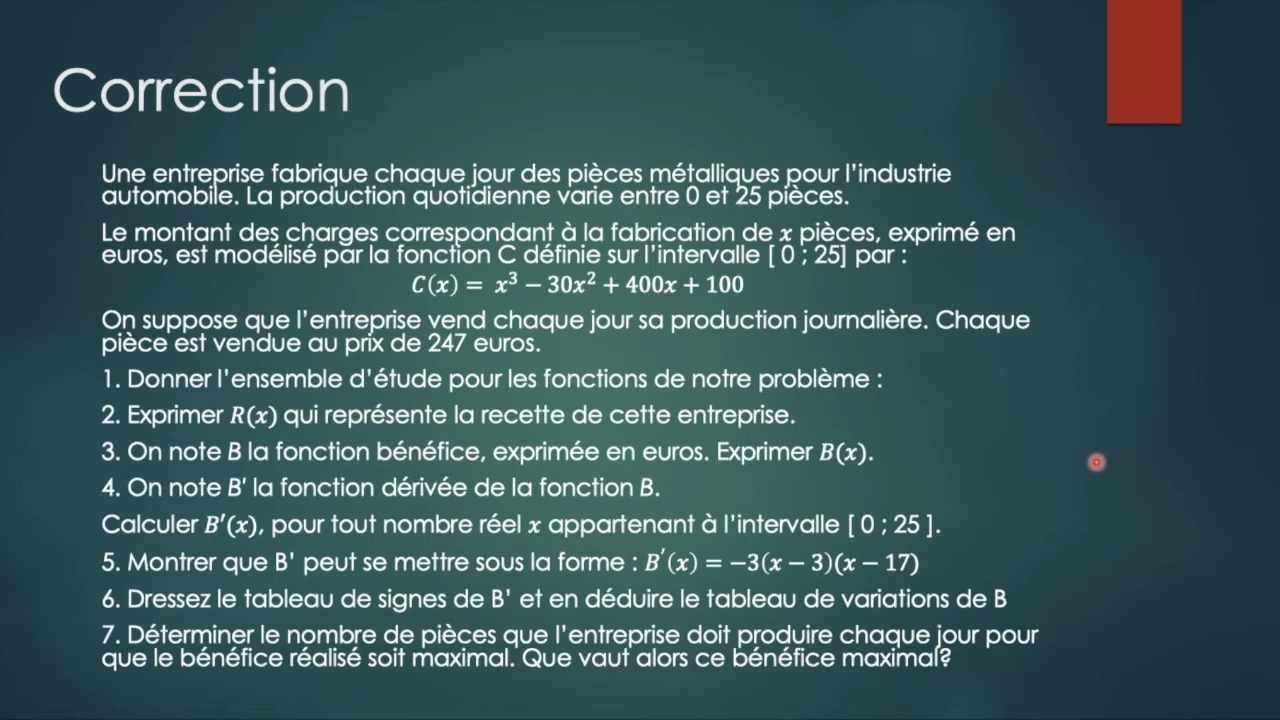 Correction
Une entreprise fabrique chaque jour des pièces métalliques pour l’industrie
automobile. La production quotidienne varie entre 0 et 25 pièces.
Le montant des charges correspondant à la fabrication de x pièces, exprimé en
euros, est modélisé par la fonction C définie sur l’intervalle [ 0 ; 25] par :
C(x) = x³ − 30x² + 400x + 100
On suppose que l’entreprise vend chaque jour sa production journalière. Chaque
pièce est vendue au prix de 247 euros.
1. Donner l’ensemble d’étude pour les fonctions de notre problème :
2. Exprimer R(x) qui représente la recette de cette entreprise.
3. On note B la fonction bénéfice, exprimée en euros. Exprimer B(x).
4. On note B' la fonction dérivée de la fonction B.
Calculer B′(x), pour tout nombre réel x appartenant à l’intervalle [ 0 ; 25 ].
5. Montrer que B’ peut se mettre sous la forme : B′(x) = −3(x − 3)(x − 17)
6. Dressez le tableau de signes de B’ et en déduire le tableau de variations de B
7. Déterminer le nombre de pièces que l’entreprise doit produire chaque jour pour
que le bénéfice réalisé soit maximal. Que vaut alors ce bénéfice maximal?